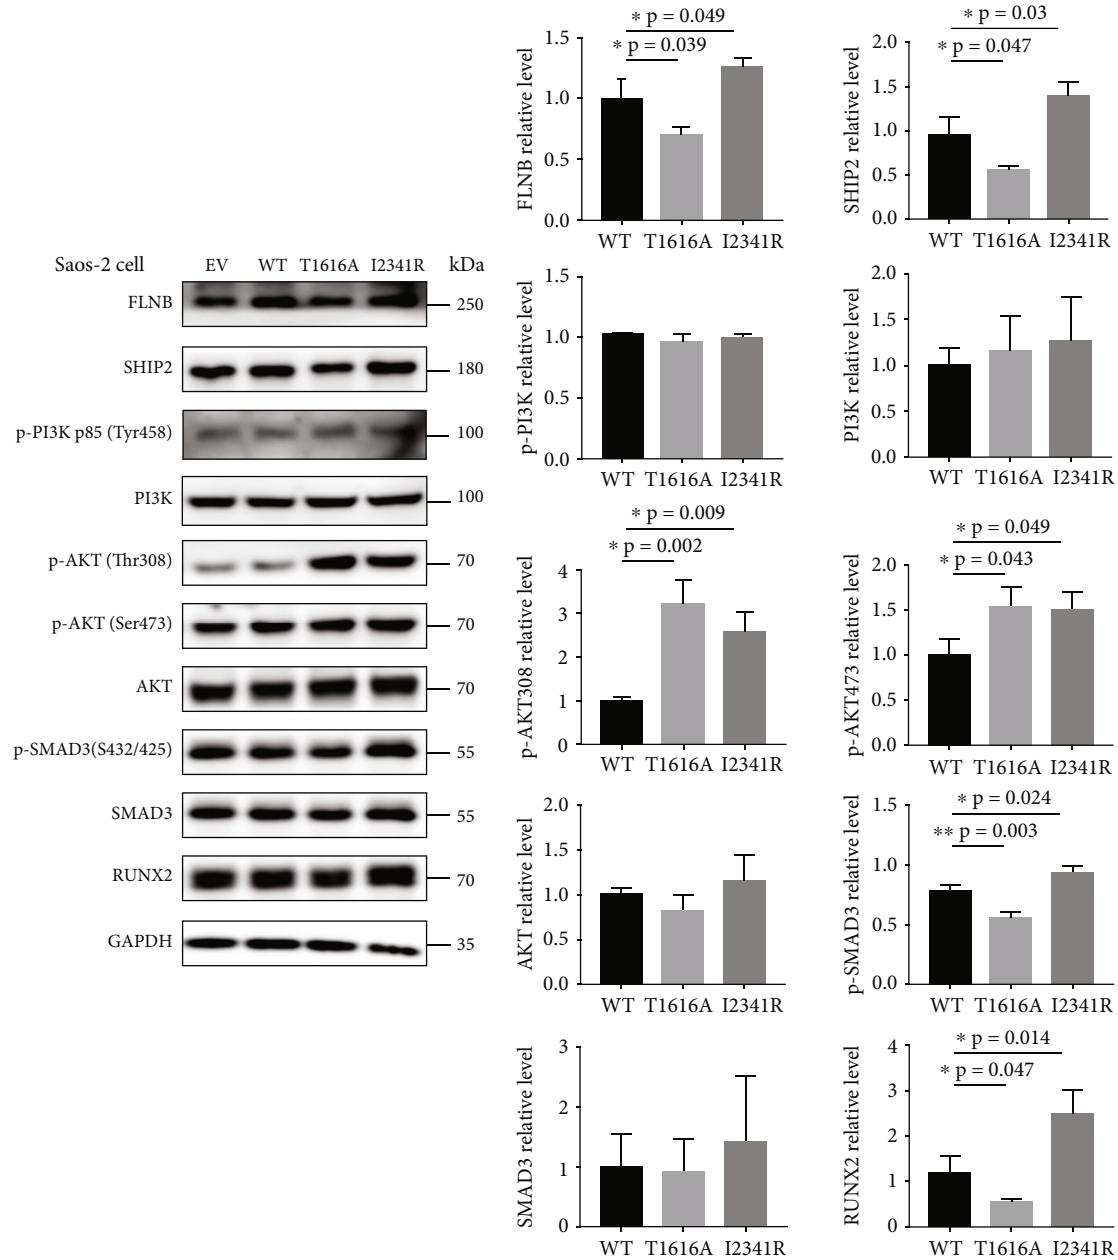 Saos-2 cell EV WT T1616A I2341R kDa
FLNB 250
SHIP2 180
p-PI3K p85 (Tyr458) 100
PI3K 100
p-AKT (Thr308) 70
p-AKT (Ser473) 70
AKT 70
p-SMAD3(S432/425) 55
SMAD3 55
RUNX2 70
GAPDH 35
FLNB relative level
* p = 0.049
* p = 0.039
1.5
1.0
0.5
0.0
WT T1616A I2341R
SHIP2 relative level
* p = 0.03
* p = 0.047
2.0
1.5
1.0
0.5
0.0
WT T1616A I2341R
p-PI3K relative level
1.5
1.0
0.5
0.0
WT T1616A I2341R
PI3K relative level
2.0
1.5
1.0
0.5
0.0
WT T1616A I2341R
p-AKT308 relative level
* p = 0.009
* p = 0.002
4
3
2
1
0
WT T1616A I2341R
p-AKT473 relative level
* p = 0.049
* p = 0.043
2.0
1.5
1.0
0.5
0.0
WT T1616A I2341R
AKT relative level
2.0
1.5
1.0
0.5
0.0
WT T1616A I2341R
p-SMAD3 relative level
* p = 0.024
** p = 0.003
1.5
1.0
0.5
0.0
WT T1616A I2341R
SMAD3 relative level
3
2
1
0
WT T1616A I2341R
RUNX2 relative level
* p = 0.014
* p = 0.047
4
3
2
1
0
WT T1616A I2341R